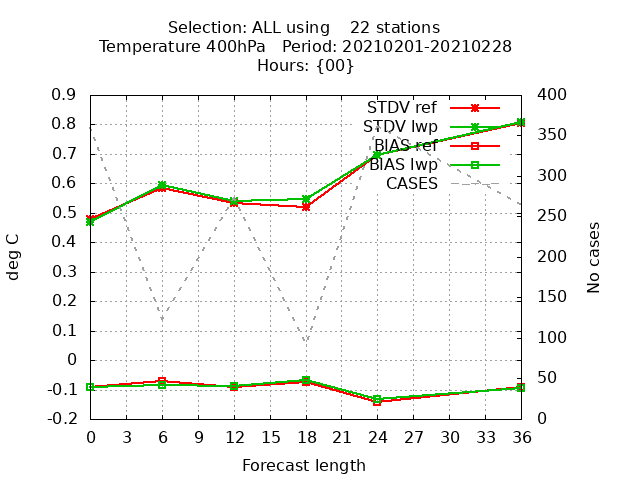 Selection: ALL using    22 stations
Temperature 400hPa   Period: 20210201-20210228
Hours: {00}
0.9
0.8
0.7
0.6
0.5
0.4
0.3
0.2
0.1
0
-0.1
-0.2
deg C
STDV ref
STDV lwp
BIAS ref
BIAS lwp
CASES
400
350
300
250
200
150
100
50
0
No cases
0 3 6 9 12 15 18 21 24 27 30 33 36
Forecast length